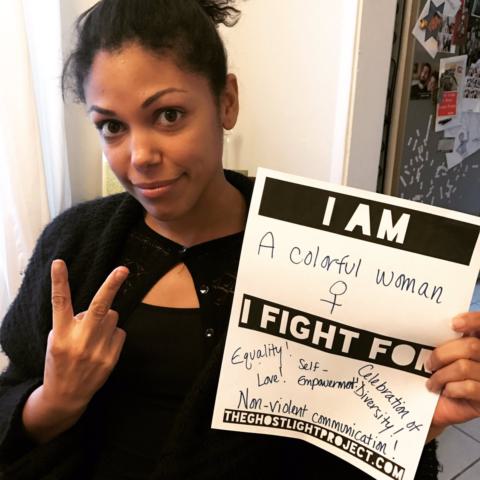 I AM
A colorful woman
♀
I FIGHT FOR
Equality!
Love!
Self-
Empowerment!
Celebration of
Diversity!
Non-violent communication!
THEGHOSTLIGHTPROJECT.COM